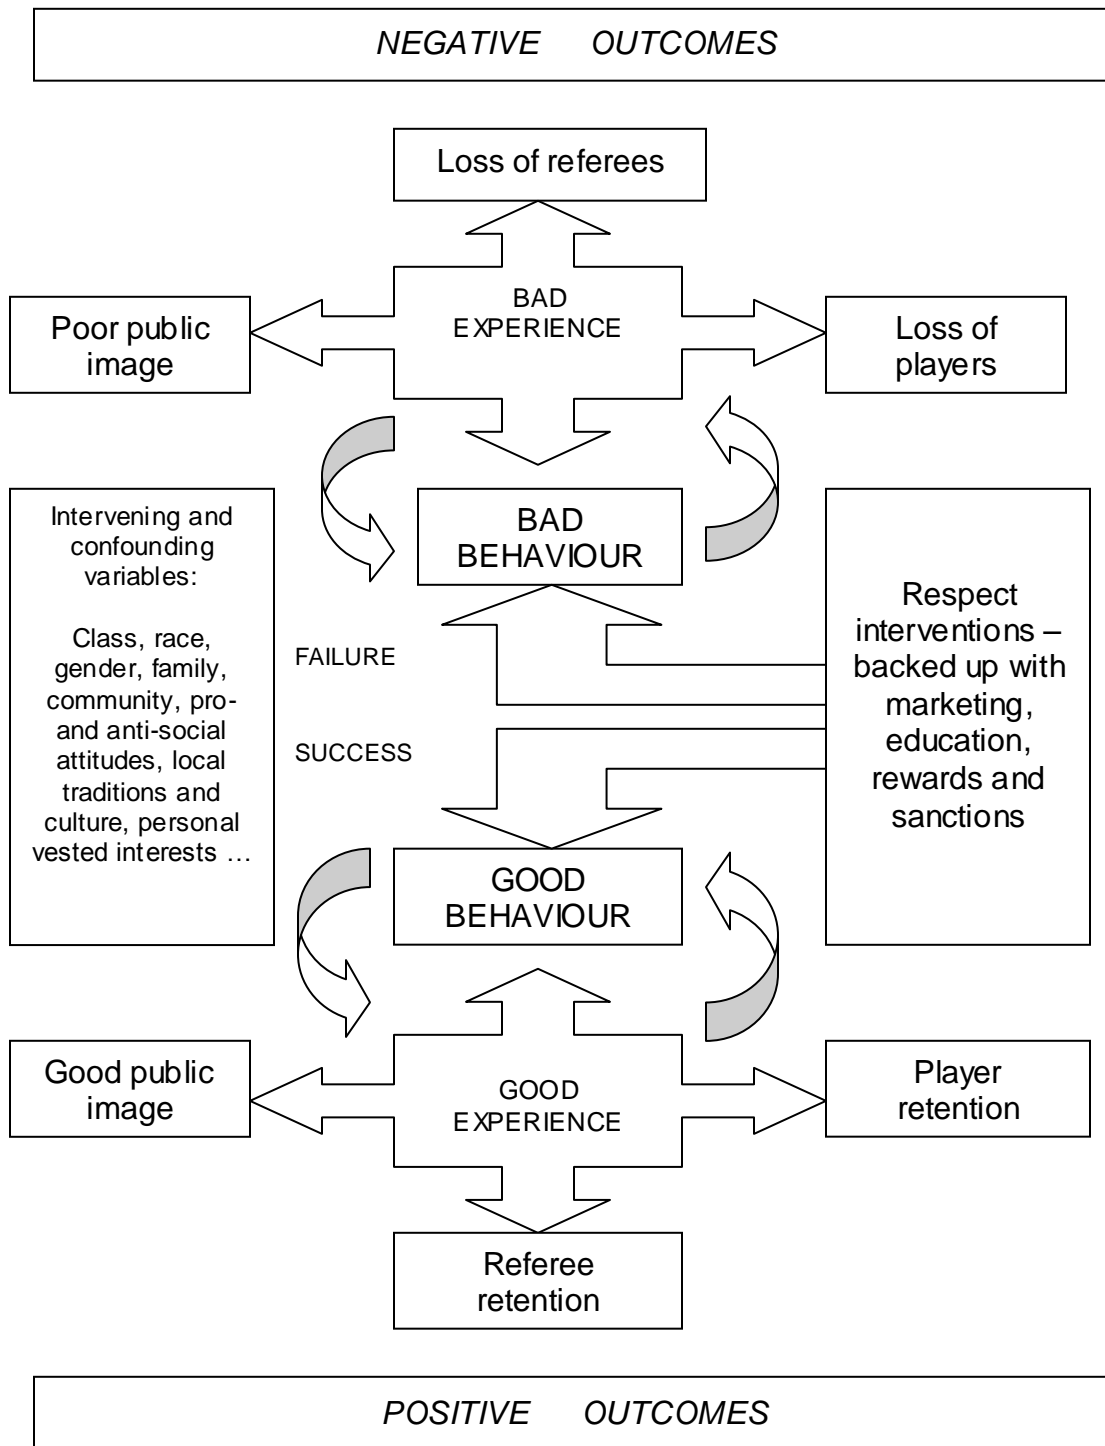 NEGATIVE OUTCOMES
Loss of referees
BAD
EXPERIENCE
Poor public
image
Loss of
players
BAD
BEHAVIOUR
Intervening and
confounding
variables:
Class, race,
gender, family,
community, pro-
and anti-social
attitudes, local
traditions and
culture, personal
vested interests …
FAILURE
SUCCESS
Respect
interventions –
backed up with
marketing,
education,
rewards and
sanctions
GOOD
BEHAVIOUR
Good public
image
GOOD
EXPERIENCE
Player
retention
Referee
retention
POSITIVE OUTCOMES